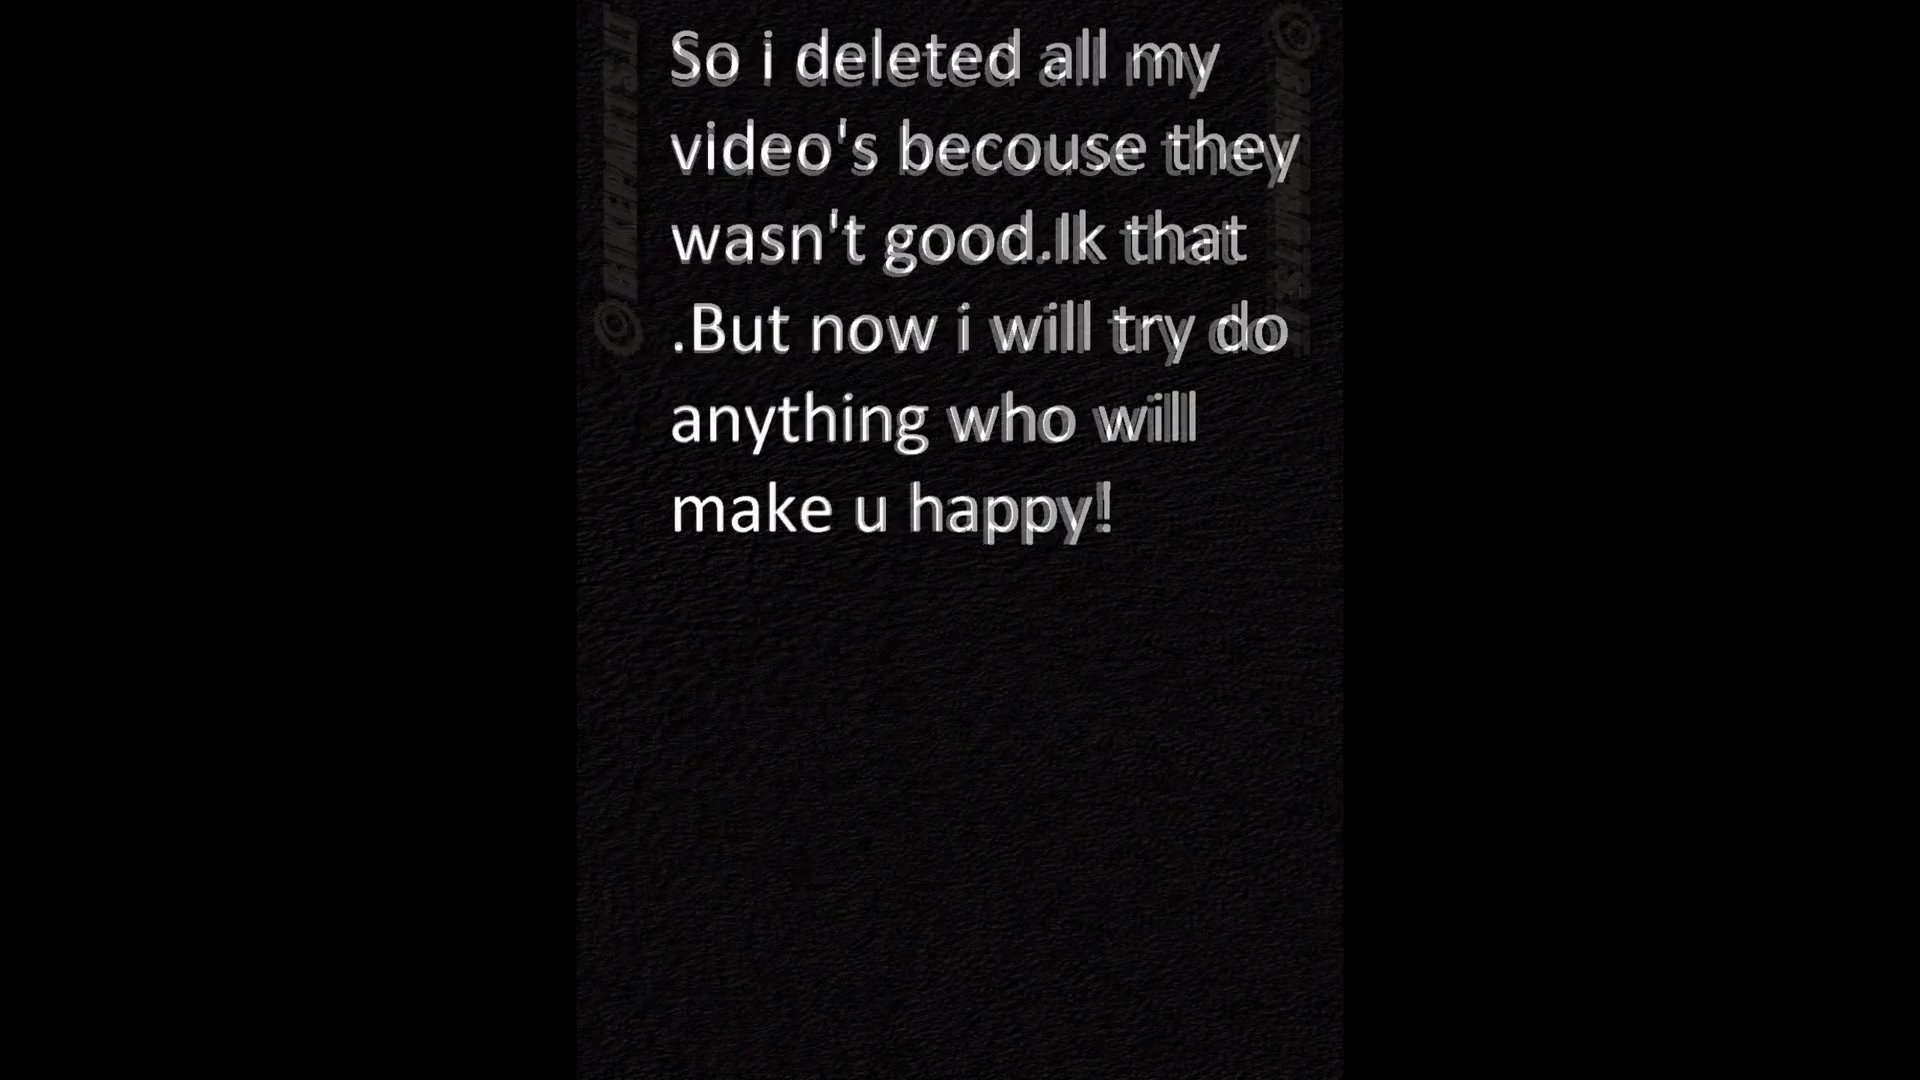 So i deleted all my
video's becouse they
wasn't good.Ik that
.But now i will try do
anything who will
make u happy!